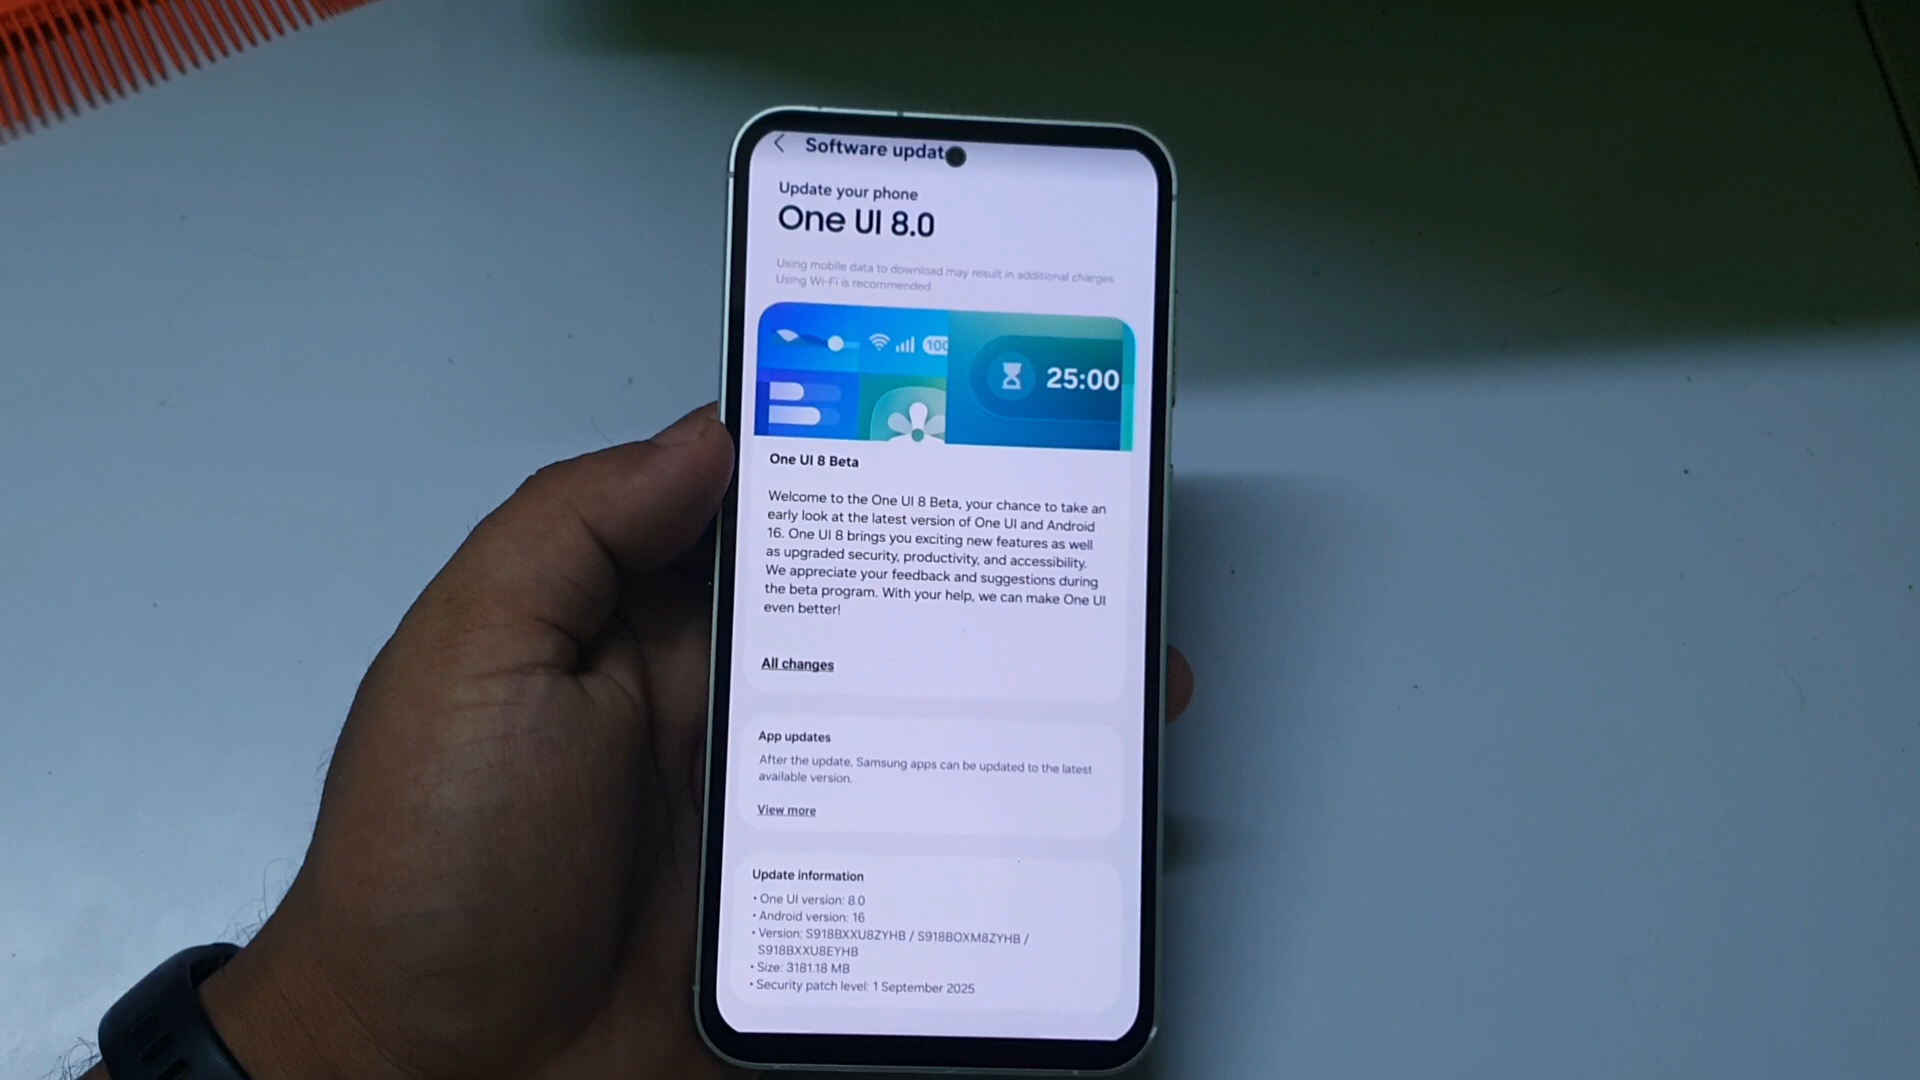 Software updat
Update your phone
One UI 8.0
Using mobile data to download may result in additional charges.
Using Wi-Fi is recommended.
100
25:00
One UI 8 Beta
Welcome to the One UI 8 Beta, your chance to take an
early look at the latest version of One UI and Android
16. One UI 8 brings you exciting new features as well
as upgraded security, productivity, and accessibility.
We appreciate your feedback and suggestions during
the beta program. With your help, we can make One UI
even better!
All changes
App updates
After the update, Samsung apps can be updated to the latest
available version.
View more
Update information
• One UI version: 8.0
• Android version: 16
• Version: S918BXXU8ZYHB / S918BOXM8ZYHB /
S918BXXU8EYHB
• Size: 3181.18 MB
• Security patch level: 1 September 2025